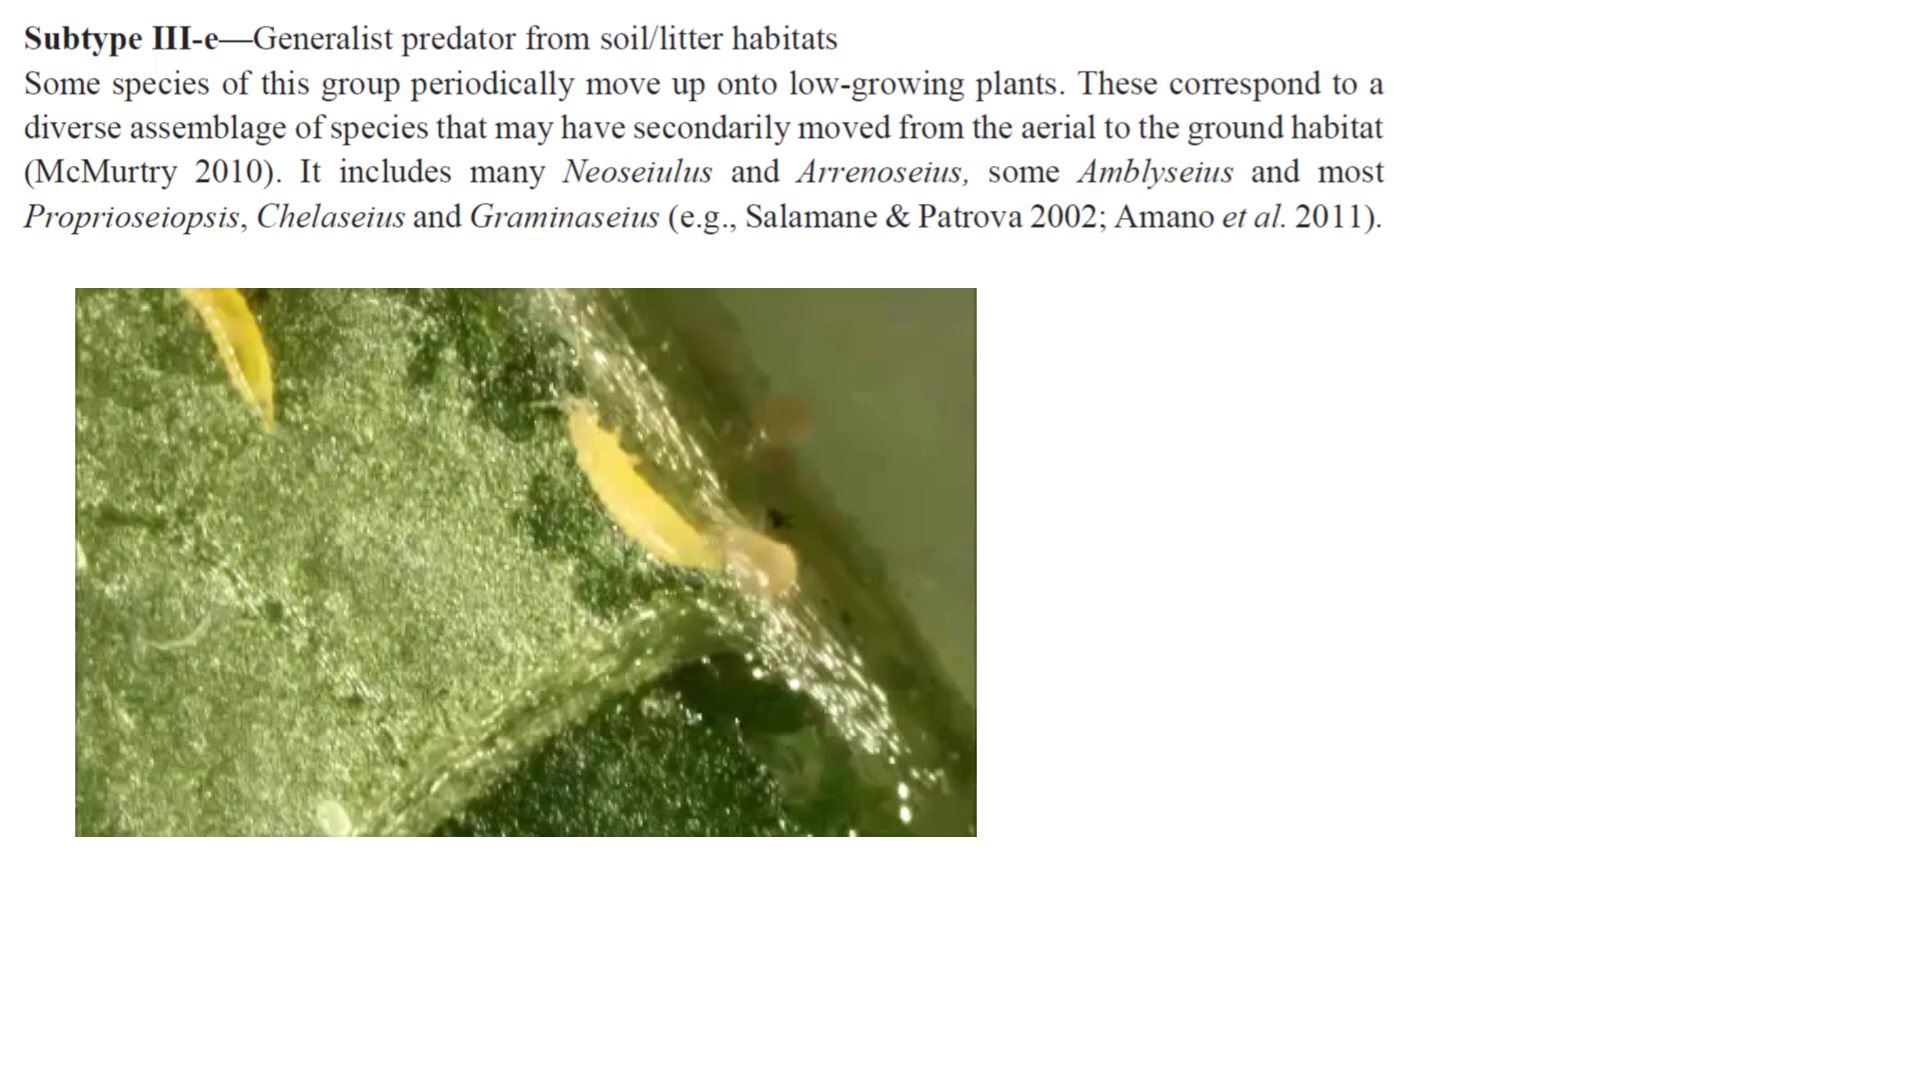 Subtype III-e—Generalist predator from soil/litter habitats
Some species of this group periodically move up onto low-growing plants. These correspond to a
diverse assemblage of species that may have secondarily moved from the aerial to the ground habitat
(McMurtry 2010). It includes many Neoseiulus and Arrenoseius, some Amblyseius and most
Proprioseiopsis, Chelaseius and Graminaseius (e.g., Salamane & Patrova 2002; Amano et al. 2011).